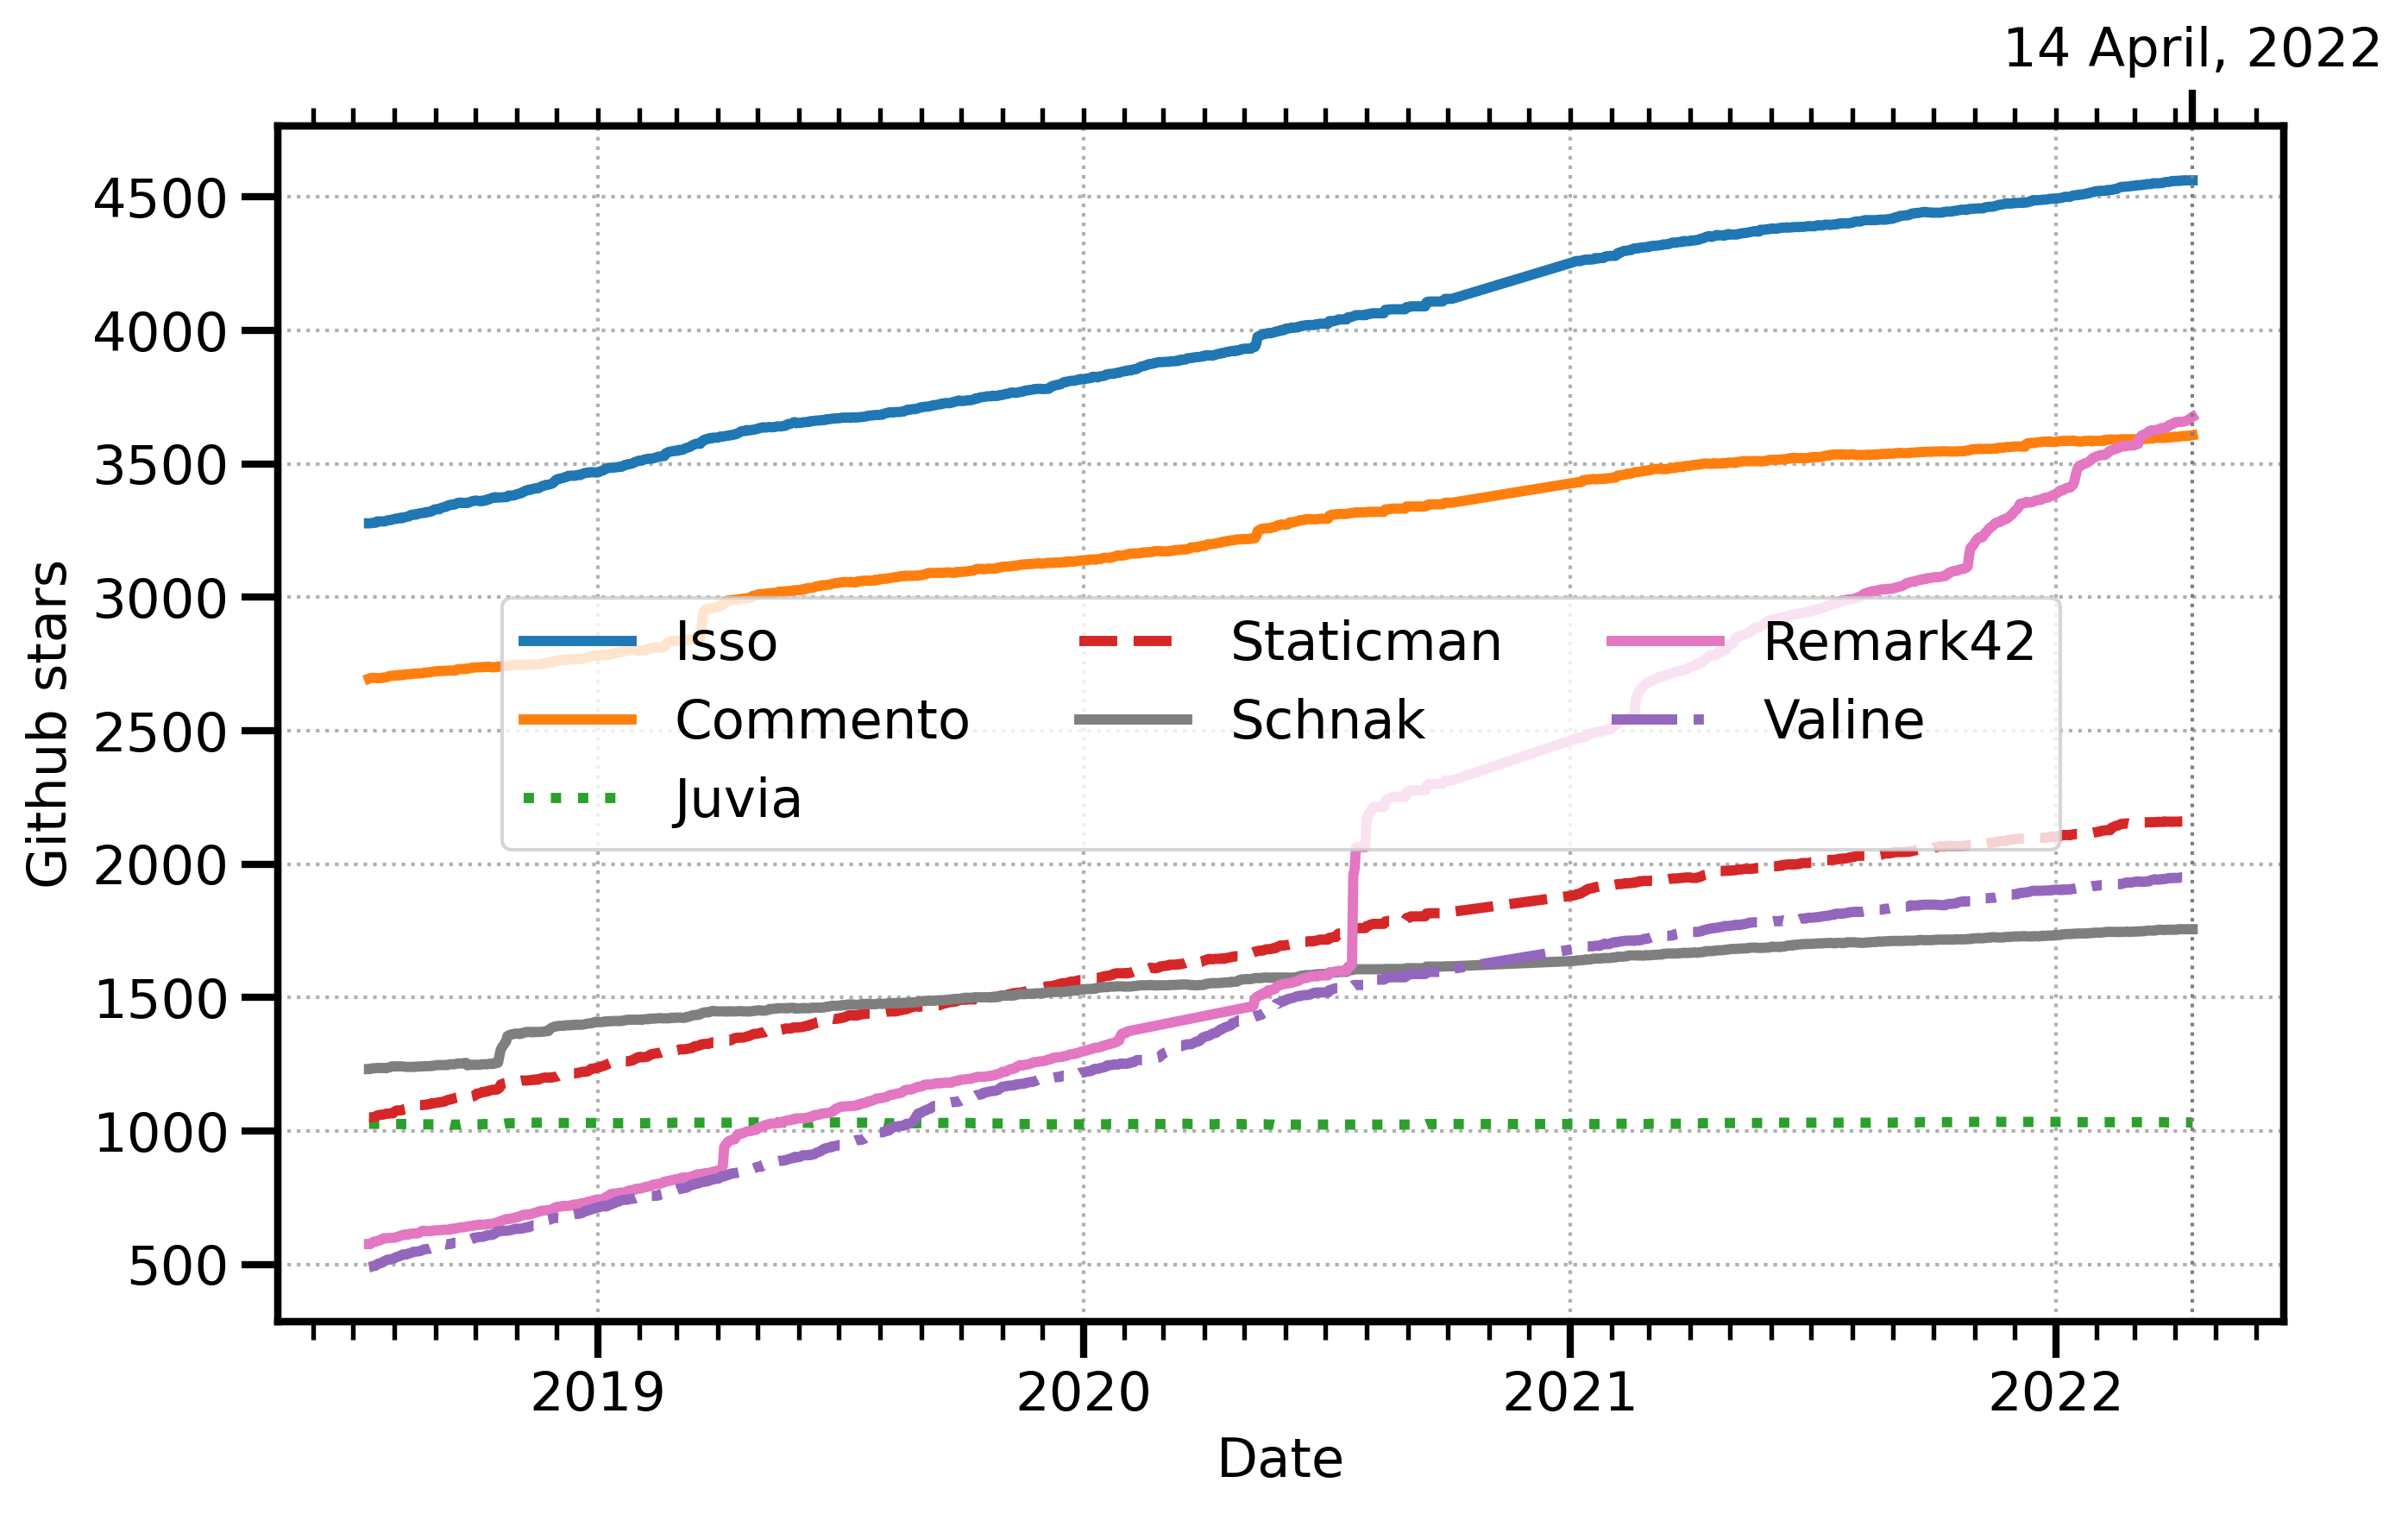 14 April, 2022
4500
4000
3500
3000
2500
2000
1500
1000
500
Github stars
Isso
Commento
Juvia
Staticman
Schnak
Remark42
Valine
2019
2020
2021
2022
Date